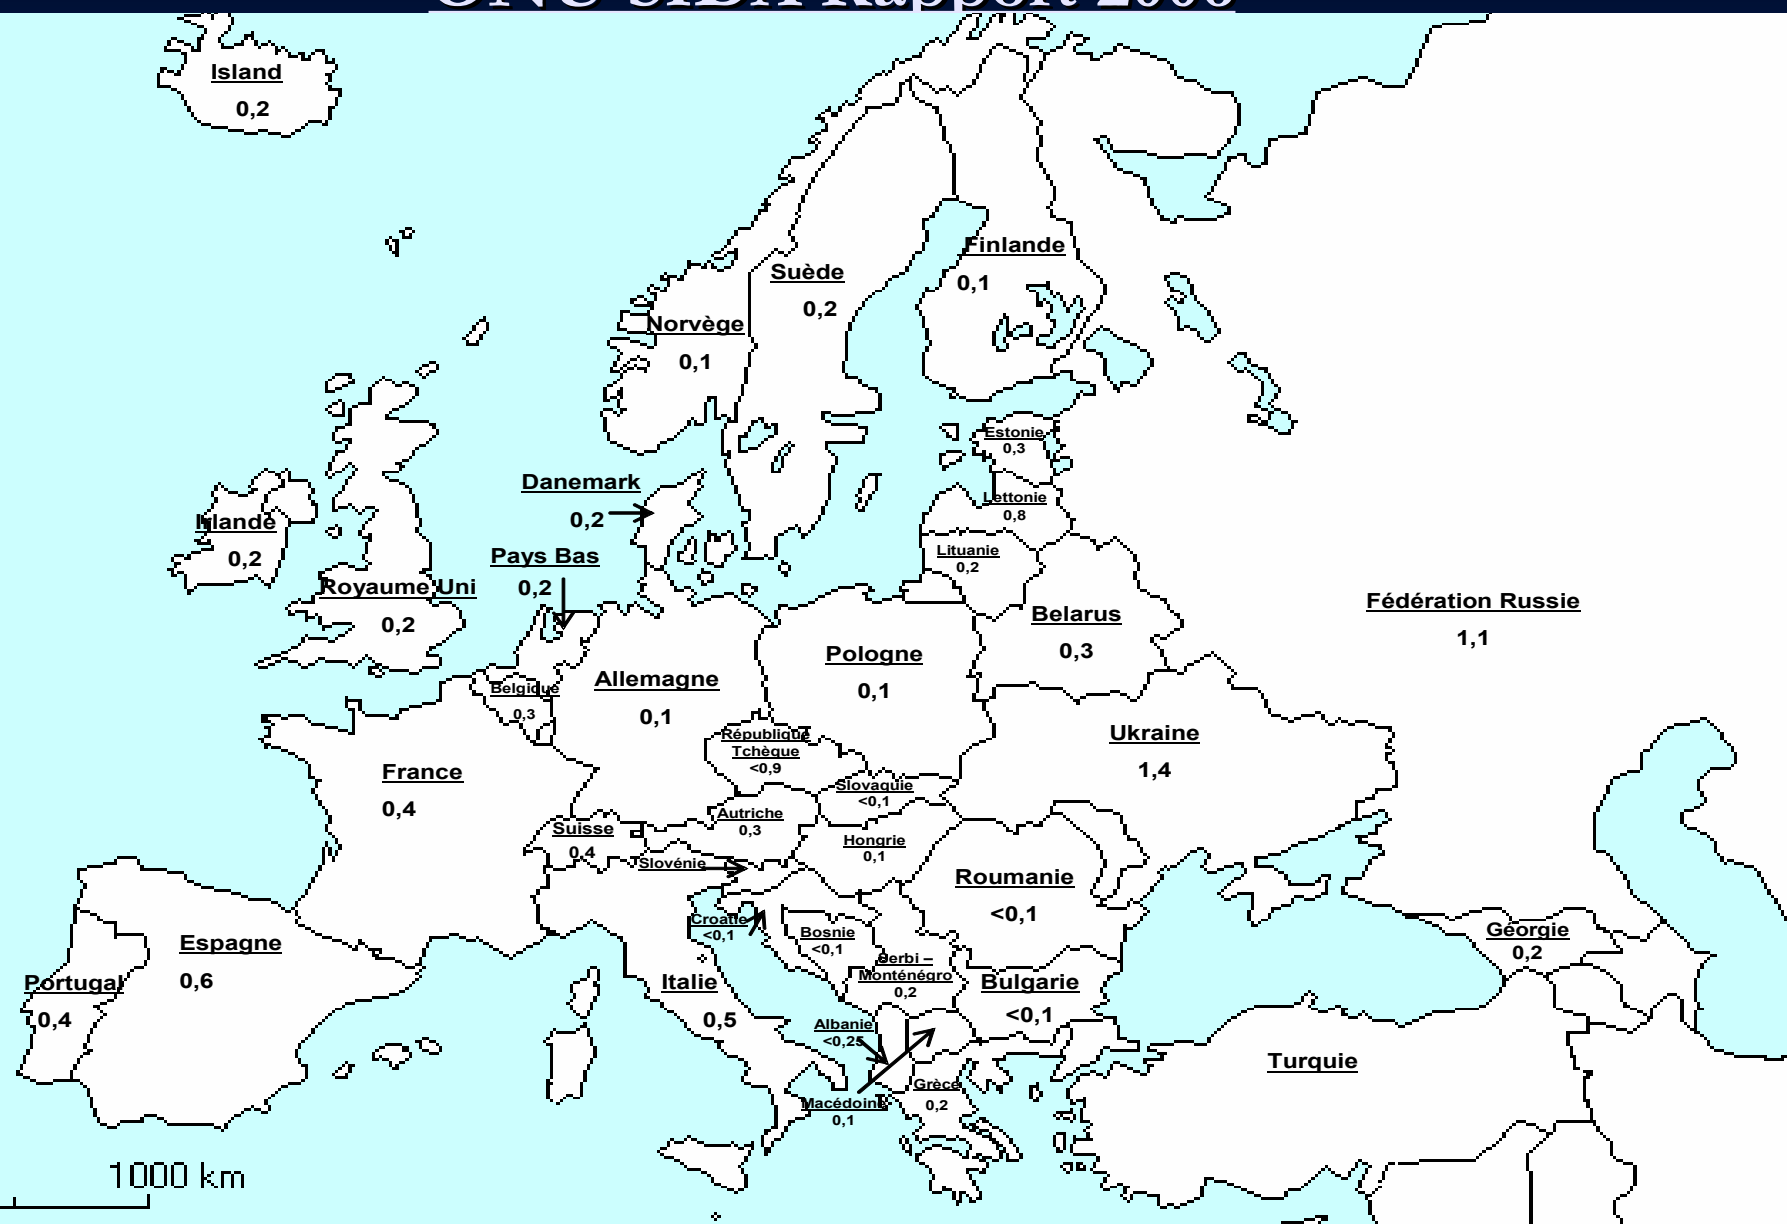 ONU SIDA Rapport 2006
Island
0,2
Finlande
0,1
Suède
0,2
Norvège
0,1
Estonie
0,3
Danemark
0,2
Lettonie
0,8
Irlande
0,2
Pays Bas
0,2
Lituanie
0,2
Royaume Uni
0,2
Belarus
0,3
Fédération Russie
1,1
Pologne
0,1
Allemagne
0,1
Belgique
0,3
République
Tchèque
<0,9
Ukraine
1,4
France
0,4
Slovaquie
<0,1
Autriche
0,3
Suisse
0,4
Hongrie
0,1
Slovénie
Roumanie
<0,1
Croatie
<0,1
Bosnie
<0,1
Géorgie
0,2
Espagne
0,6
Serbi –
Monténégro
0,2
Portugal
0,4
Italie
0,5
Bulgarie
<0,1
Albanie
<0,25
Turquie
Grèce
0,2
Macédoine
0,1
1000 km